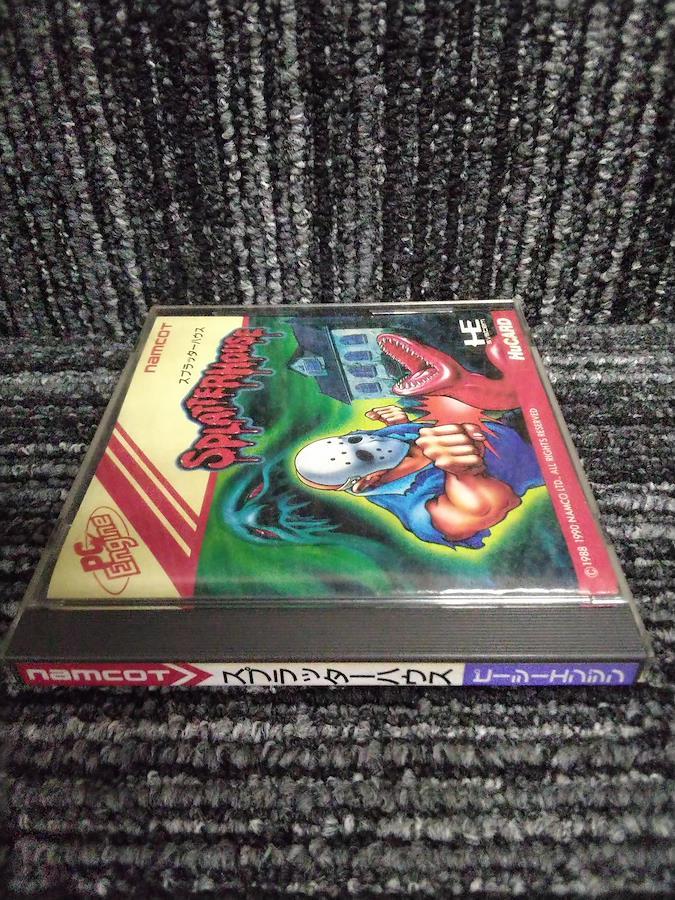 namcoT
スプラッターハウス
SPLATTERHOUSE
PC
Engine
HE
HuCARD
©1988 1990 NAMCO LTD. ALL RIGHTS RESERVED
namcoT
スプラッターハウス
ピーシーエンジン